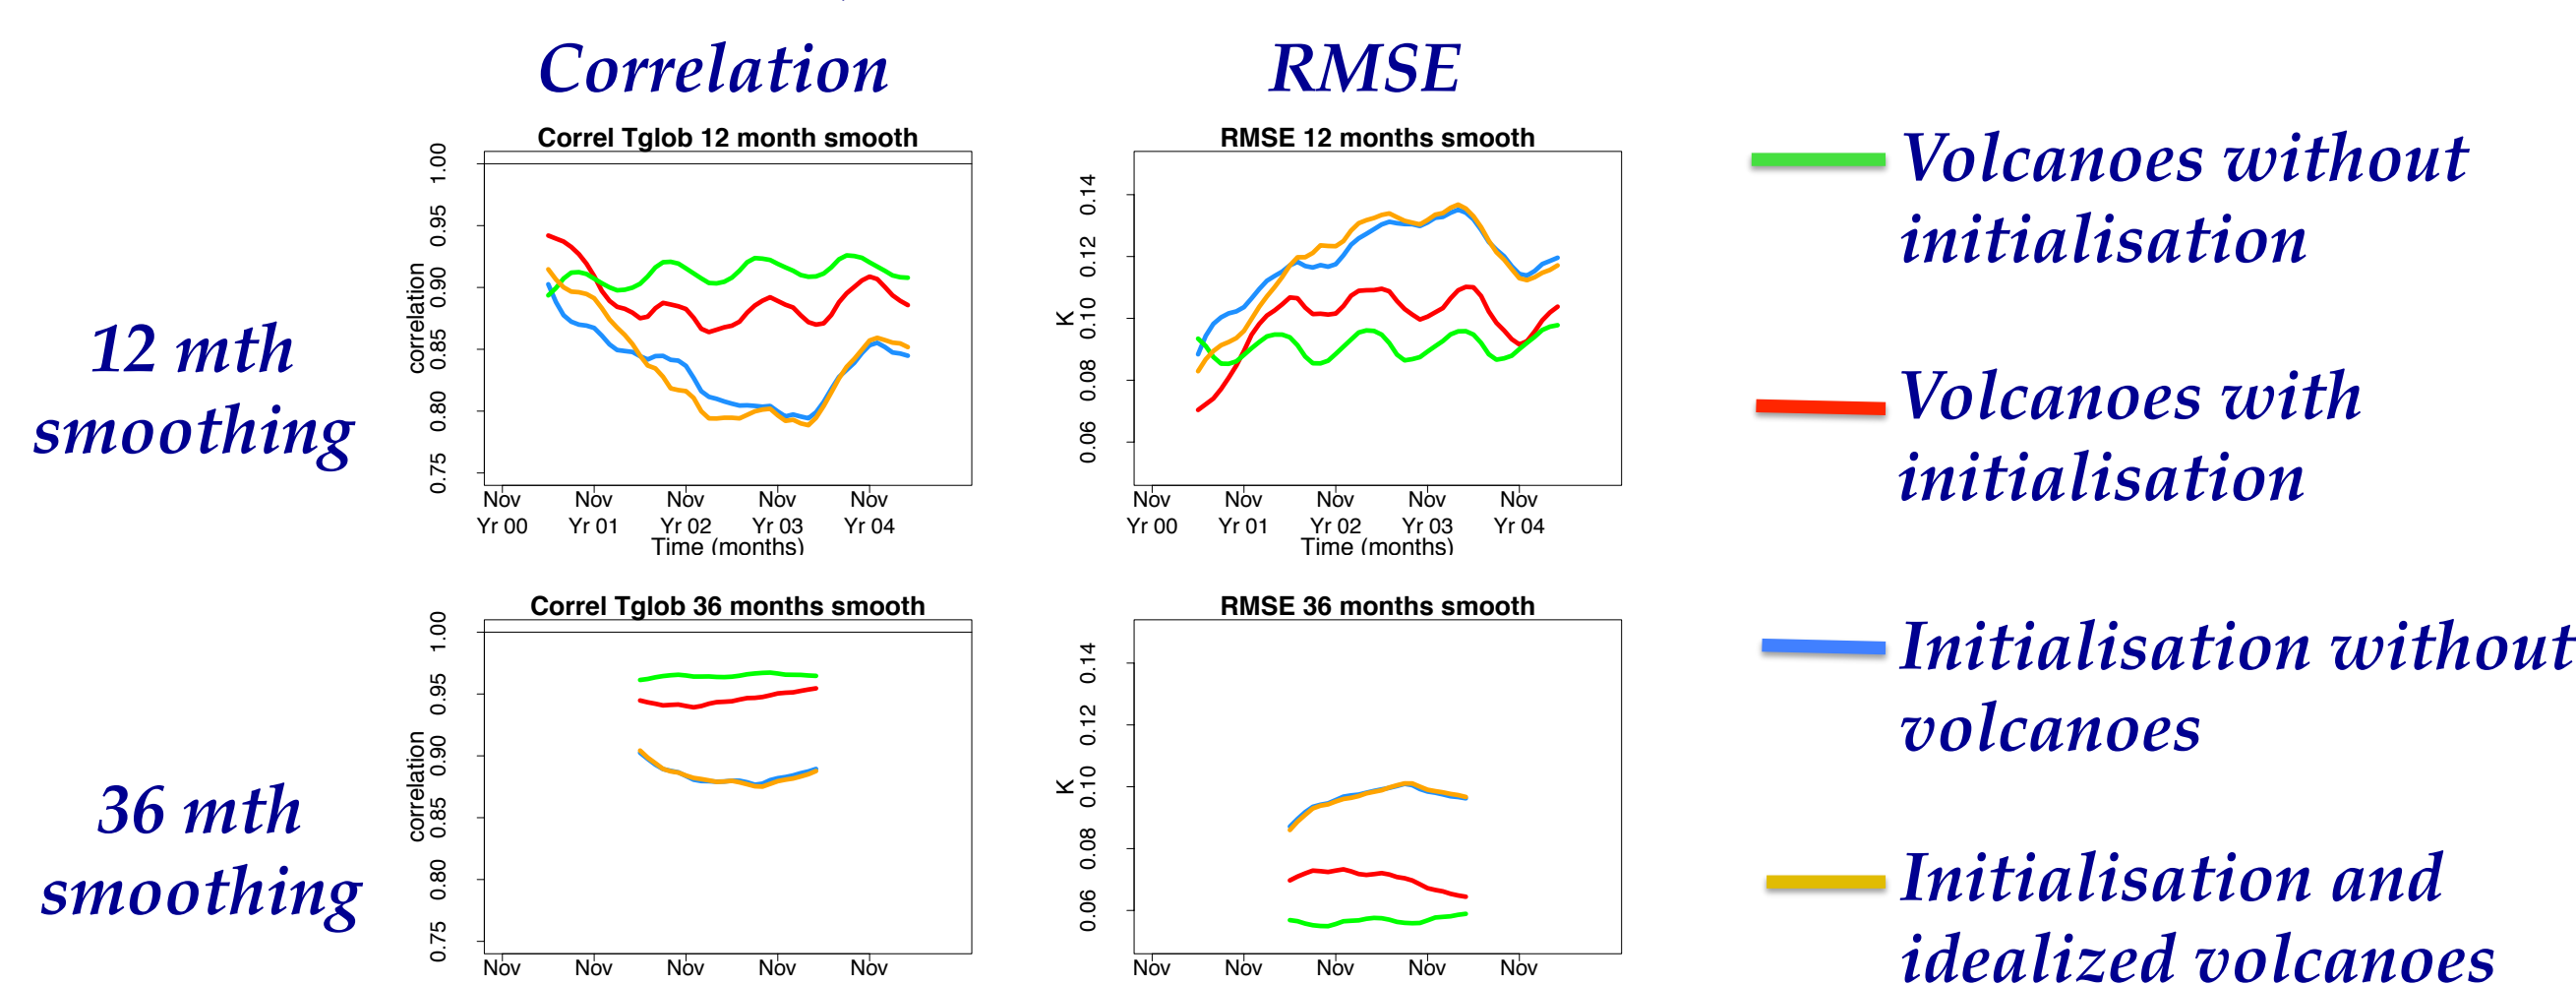 Correlation
RMSE
Correl Tglob 12 month smooth
1.00
0.95
0.90
0.85
0.80
0.75
correlation
Nov Nov Nov Nov Nov
Yr 00 Yr 01 Yr 02 Yr 03 Yr 04
Time (months)
RMSE 12 months smooth
0.14
0.12
0.10
0.08
0.06
K
Nov Nov Nov Nov Nov
Yr 00 Yr 01 Yr 02 Yr 03 Yr 04
Time (months)
12 mth
smoothing
Correl Tglob 36 months smooth
1.00
0.95
0.90
0.85
0.80
0.75
correlation
Nov Nov Nov Nov Nov
RMSE 36 months smooth
0.14
0.12
0.10
0.08
0.06
K
Nov Nov Nov Nov Nov
36 mth
smoothing
Volcanoes without
initialisation
Volcanoes with
initialisation
Initialisation without
volcanoes
Initialisation and
idealized volcanoes